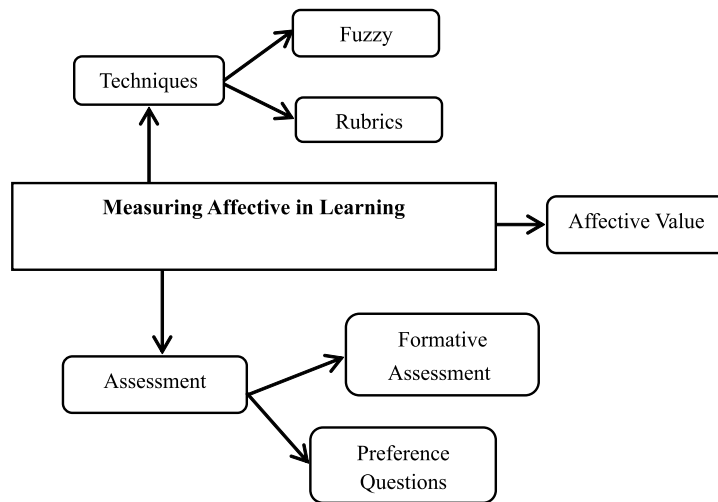 Fuzzy
Techniques
Rubrics
Measuring Affective in Learning
Affective Value
Formative
Assessment
Assessment
Preference
Questions